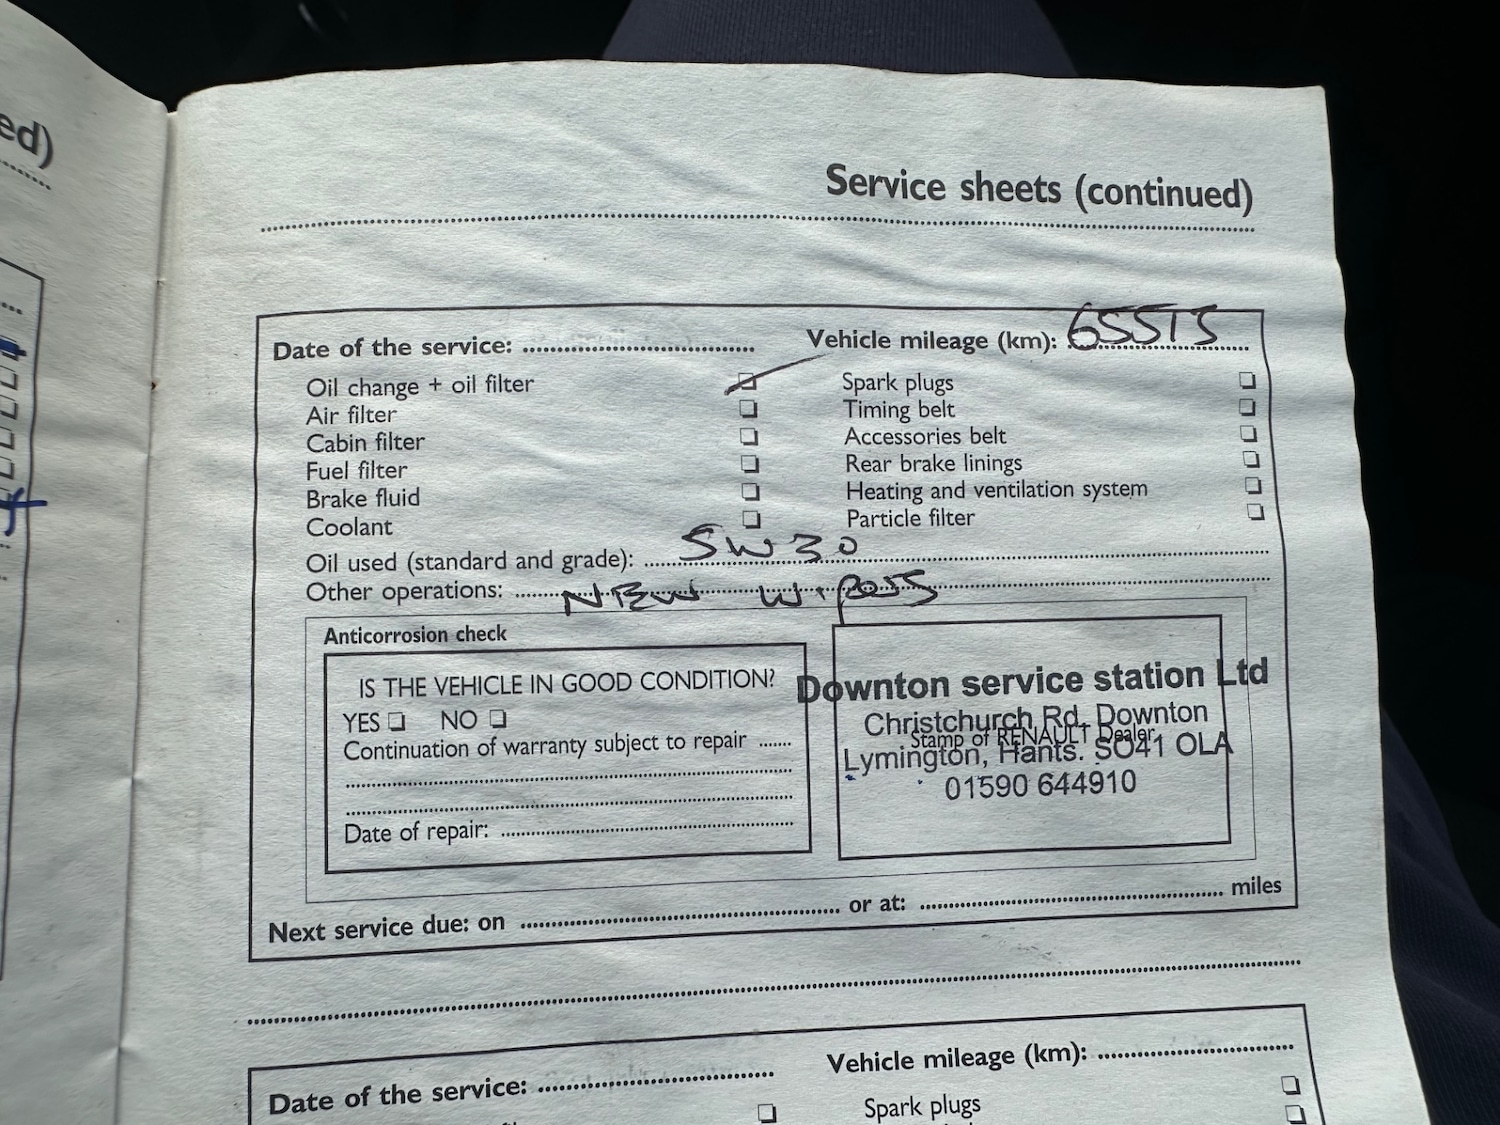 ed)
Service sheets (continued)
Date of the service: Vehicle mileage (km): 65515
Oil change + oil filter Spark plugs
Air filter Timing belt
Cabin filter Accessories belt
Fuel filter Rear brake linings
Brake fluid Heating and ventilation system
Coolant Particle filter
Oil used (standard and grade): 5W30
Other operations: NEW WiPERS
Anticorrosion check
IS THE VEHICLE IN GOOD CONDITION?
YES NO
Continuation of warranty subject to repair
Date of repair:
Downton service station Ltd
Christchurch Rd. Downton
Stamp of RENAULT Dealer
Lymington, Hants. SO41 OLA
01590 644910
Next service due: on or at: miles
Date of the service: Vehicle mileage (km):
Spark plugs